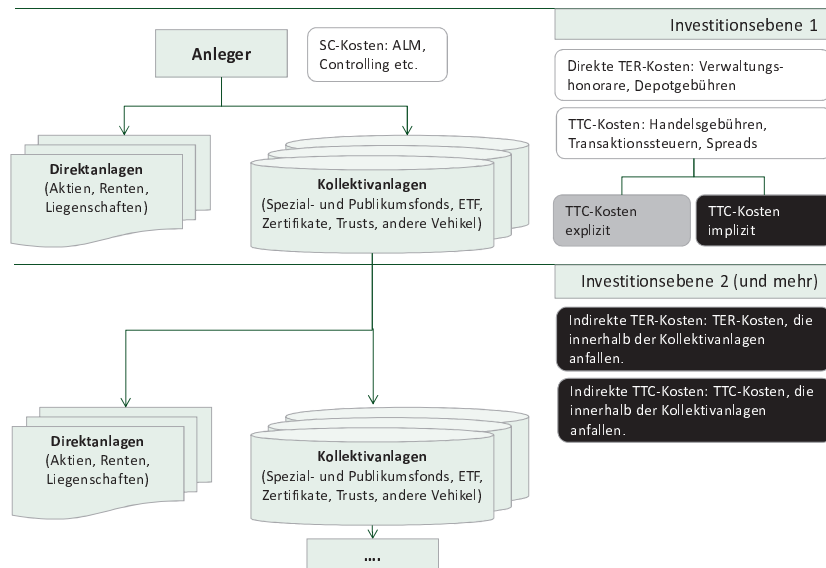 Investitionsebene 1
Anleger
SC-Kosten: ALM,
Controlling etc.
Direkte TER-Kosten: Verwaltungs-
honorare, Depotgebühren
TTC-Kosten: Handelsgebühren,
Transaktionssteuern, Spreads
Direktanlagen
(Aktien, Renten,
Liegenschaften)
Kollektivanlagen
(Spezial- und Publikumsfonds, ETF,
Zertifikate, Trusts, andere Vehikel)
TTC-Kosten
explizit
TTC-Kosten
implizit
Investitionsebene 2 (und mehr)
Indirekte TER-Kosten: TER-Kosten, die
innerhalb der Kollektivanlagen
anfallen.
Indirekte TTC-Kosten: TTC-Kosten, die
innerhalb der Kollektivanlagen
anfallen.
Direktanlagen
(Aktien, Renten,
Liegenschaften)
Kollektivanlagen
(Spezial- und Publikumsfonds, ETF,
Zertifikate, Trusts, andere Vehikel)
....